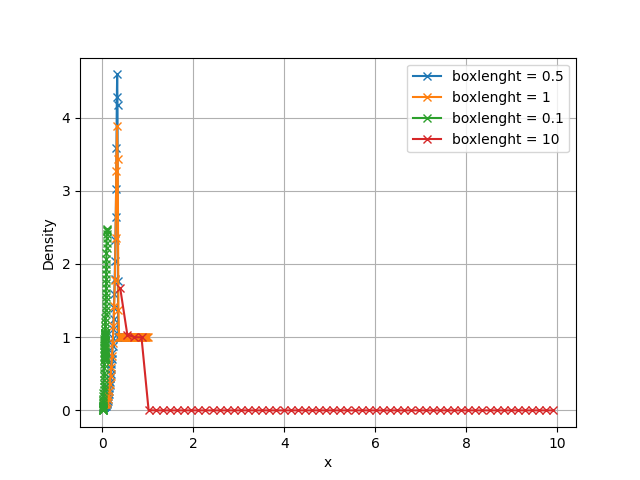 boxlenght = 0.5
boxlenght = 1
boxlenght = 0.1
boxlenght = 10
4
3
2
1
0
Density
0 2 4 6 8 10
x